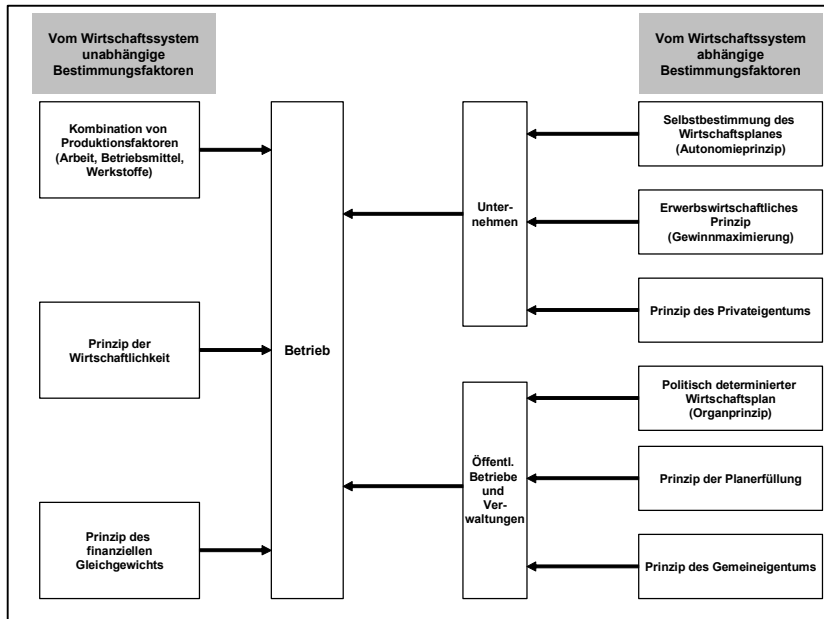 Vom Wirtschaftssystem
unabhängige
Bestimmungsfaktoren
Vom Wirtschaftssystem
abhängige
Bestimmungsfaktoren
Kombination von
Produktionsfaktoren
(Arbeit, Betriebsmittel,
Werkstoffe)
Prinzip der
Wirtschaftlichkeit
Prinzip des
finanziellen
Gleichgewichts
Betrieb
Unter-
nehmen
Öffentl.
Betriebe
und
Ver-
waltungen
Selbstbestimmung des
Wirtschaftsplanes
(Autonomieprinzip)
Erwerbswirtschaftliches
Prinzip
(Gewinnmaximierung)
Prinzip des Privateigentums
Politisch determinierter
Wirtschaftsplan
(Organprinzip)
Prinzip der Planerfüllung
Prinzip des Gemeineigentums